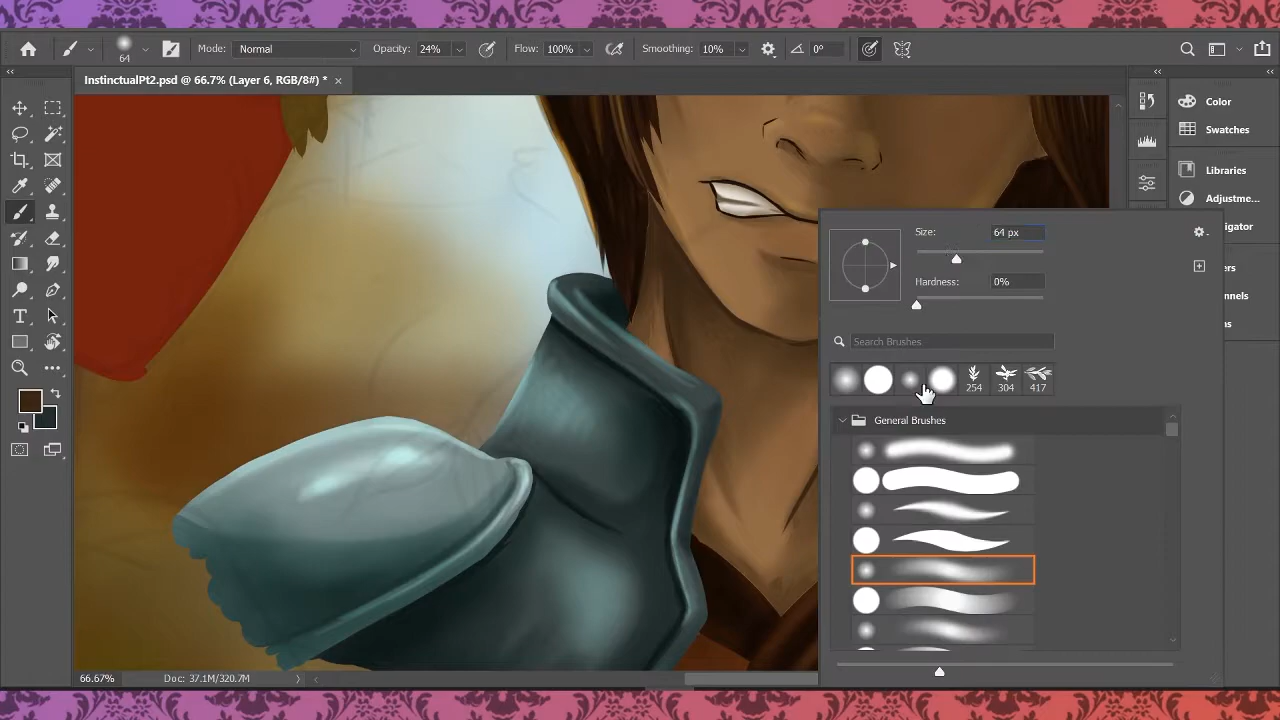 64
Mode: Normal
Opacity: 24%
Flow: 100%
Smoothing: 10%
0°
InstinctualPt2.psd @ 66.7% (Layer 6, RGB/8#) *
Color
Swatches
Libraries
Adjustme...
igator
ers
nnels
ns
Size: 64 px
Hardness: 0%
Search Brushes
254 304 417
General Brushes
66.67% Doc: 37.1M/320.7M